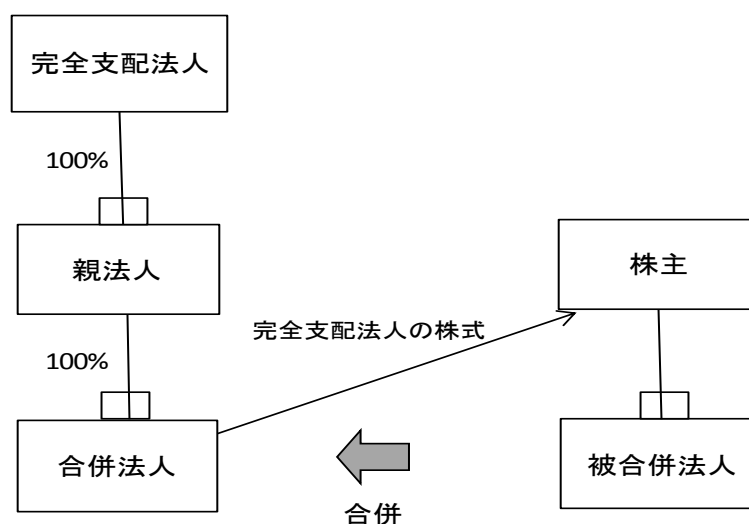 完全支配法人
100%
親法人
株主
完全支配法人の株式
100%
合併法人
被合併法人
合併